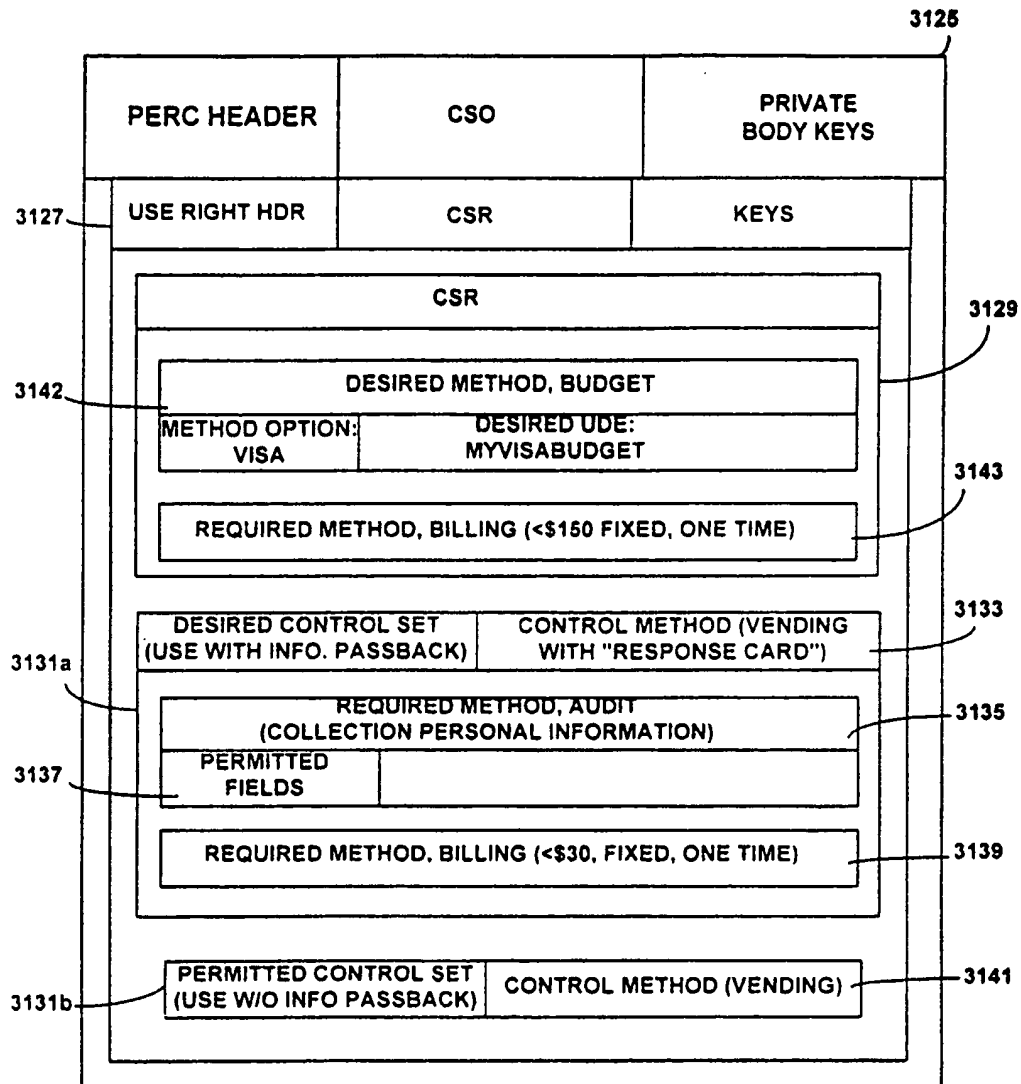 3125
PERC HEADER
CSO
PRIVATE
BODY KEYS
3127
USE RIGHT HDR
CSR
KEYS
CSR
3129
3142
DESIRED METHOD, BUDGET
METHOD OPTION:
VISA
DESIRED UDE:
MYVISABUDGET
3143
REQUIRED METHOD, BILLING (<$150 FIXED, ONE TIME)
3133
DESIRED CONTROL SET
(USE WITH INFO. PASSBACK)
CONTROL METHOD (VENDING
WITH "RESPONSE CARD")
3131a
REQUIRED METHOD, AUDIT
(COLLECTION PERSONAL INFORMATION)
3135
3137
PERMITTED
FIELDS
REQUIRED METHOD, BILLING (<$30, FIXED, ONE TIME)
3139
PERMITTED CONTROL SET
(USE W/O INFO PASSBACK)
CONTROL METHOD (VENDING)
3141
3131b